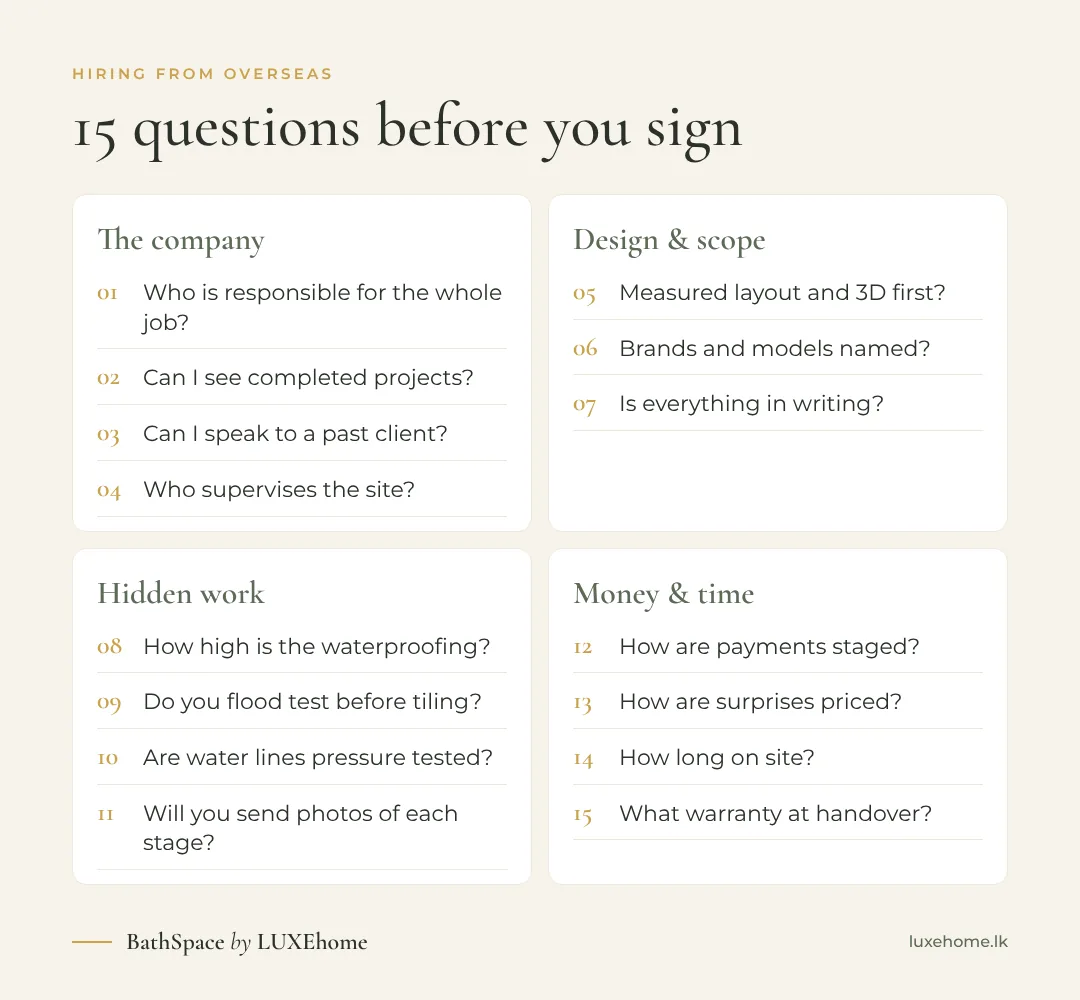 HIRING FROM OVERSEAS
15 questions before you sign
The company
01 Who is responsible for the whole
job?
02 Can I see completed projects?
03 Can I speak to a past client?
04 Who supervises the site?
Design & scope
05 Measured layout and 3D first?
06 Brands and models named?
07 Is everything in writing?
Hidden work
08 How high is the waterproofing?
09 Do you flood test before tiling?
10 Are water lines pressure tested?
11 Will you send photos of each
stage?
Money & time
12 How are payments staged?
13 How are surprises priced?
14 How long on site?
15 What warranty at handover?
BathSpace by LUXEhome
luxehome.lk